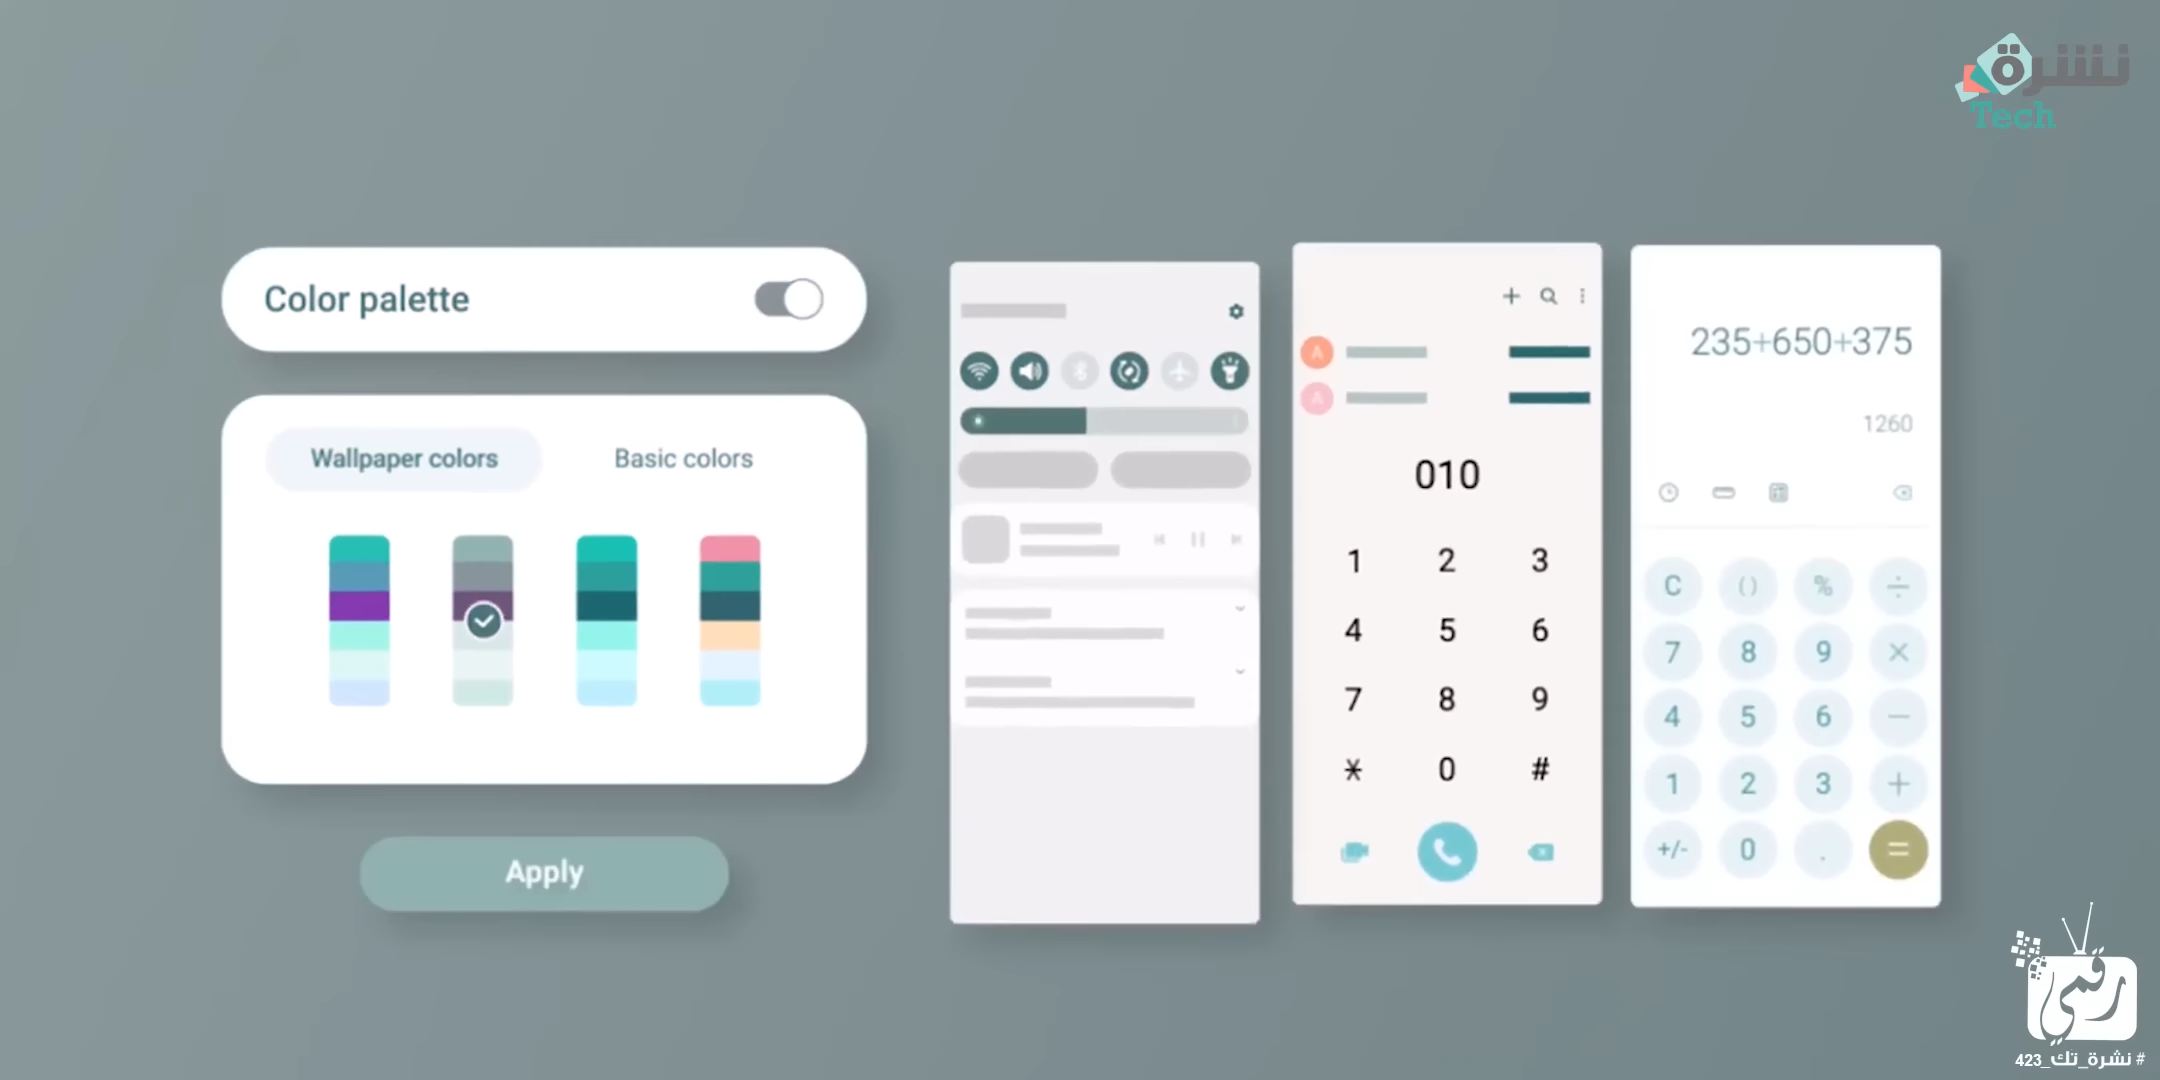 نشرة
Tech
Color palette
Wallpaper colors
Basic colors
Apply
A
A
010
1 2 3
4 5 6
7 8 9
* 0 #
235+650+375
1260
C () % ÷
7 8 9 ×
4 5 6 −
1 2 3 +
+/- 0 . =
رقمي
# نشرة_تك_423